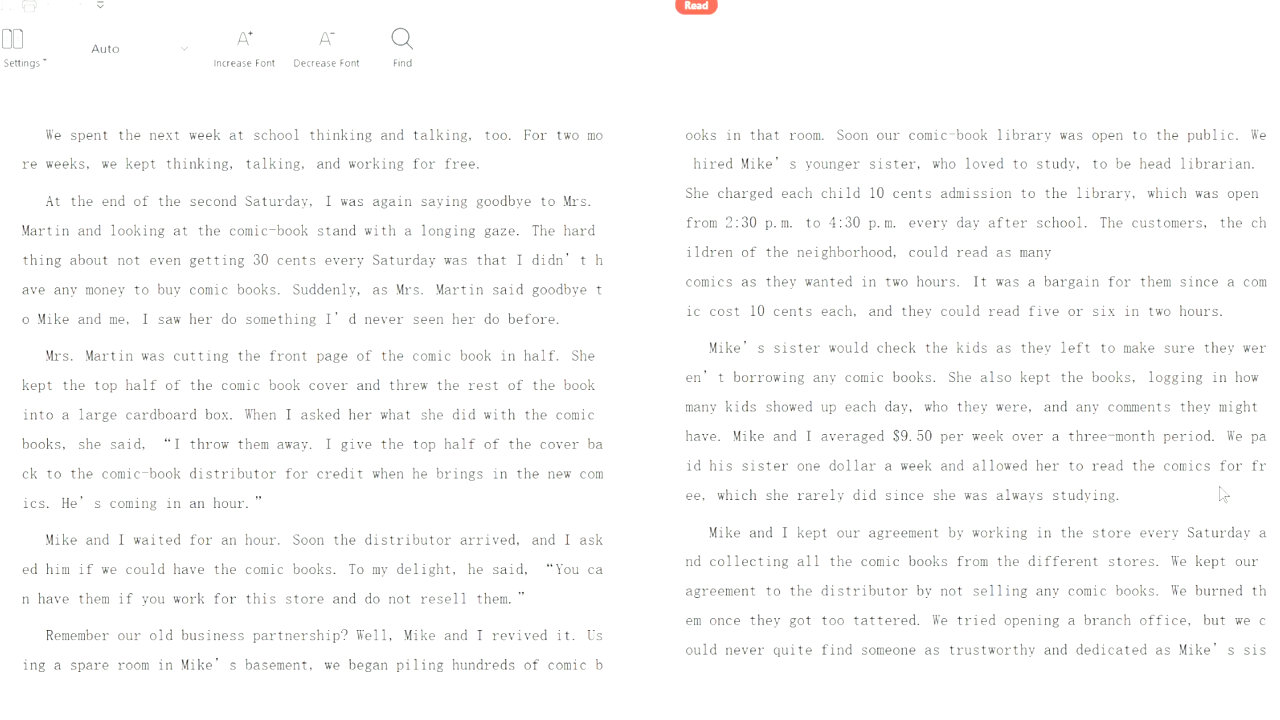 Read
Settings
Auto
A+
Increase Font
A-
Decrease Font
Find
We spent the next week at school thinking and talking, too. For two mo
re weeks, we kept thinking, talking, and working for free.
At the end of the second Saturday, I was again saying goodbye to Mrs.
Martin and looking at the comic-book stand with a longing gaze. The hard
thing about not even getting 30 cents every Saturday was that I didn’t h
ave any money to buy comic books. Suddenly, as Mrs. Martin said goodbye t
o Mike and me, I saw her do something I’d never seen her do before.
Mrs. Martin was cutting the front page of the comic book in half. She
kept the top half of the comic book cover and threw the rest of the book
into a large cardboard box. When I asked her what she did with the comic
books, she said, “I throw them away. I give the top half of the cover ba
ck to the comic-book distributor for credit when he brings in the new com
ics. He’s coming in an hour.”
Mike and I waited for an hour. Soon the distributor arrived, and I ask
ed him if we could have the comic books. To my delight, he said, “You ca
n have them if you work for this store and do not resell them.”
Remember our old business partnership? Well, Mike and I revived it. Us
ing a spare room in Mike’s basement, we began piling hundreds of comic b
ooks in that room. Soon our comic-book library was open to the public. We
hired Mike’s younger sister, who loved to study, to be head librarian.
She charged each child 10 cents admission to the library, which was open
from 2:30 p.m. to 4:30 p.m. every day after school. The customers, the ch
ildren of the neighborhood, could read as many
comics as they wanted in two hours. It was a bargain for them since a com
ic cost 10 cents each, and they could read five or six in two hours.
Mike’s sister would check the kids as they left to make sure they wer
en’t borrowing any comic books. She also kept the books, logging in how
many kids showed up each day, who they were, and any comments they might
have. Mike and I averaged $9.50 per week over a three-month period. We pa
id his sister one dollar a week and allowed her to read the comics for fr
ee, which she rarely did since she was always studying.
Mike and I kept our agreement by working in the store every Saturday a
nd collecting all the comic books from the different stores. We kept our
agreement to the distributor by not selling any comic books. We burned th
em once they got too tattered. We tried opening a branch office, but we c
ould never quite find someone as trustworthy and dedicated as Mike’s sis